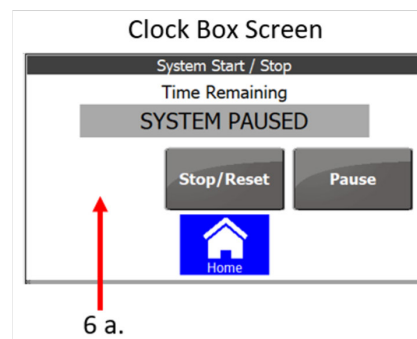 Clock Box Screen
System Start / Stop
Time Remaining
SYSTEM PAUSED
Stop/Reset Pause
Home
6 a.